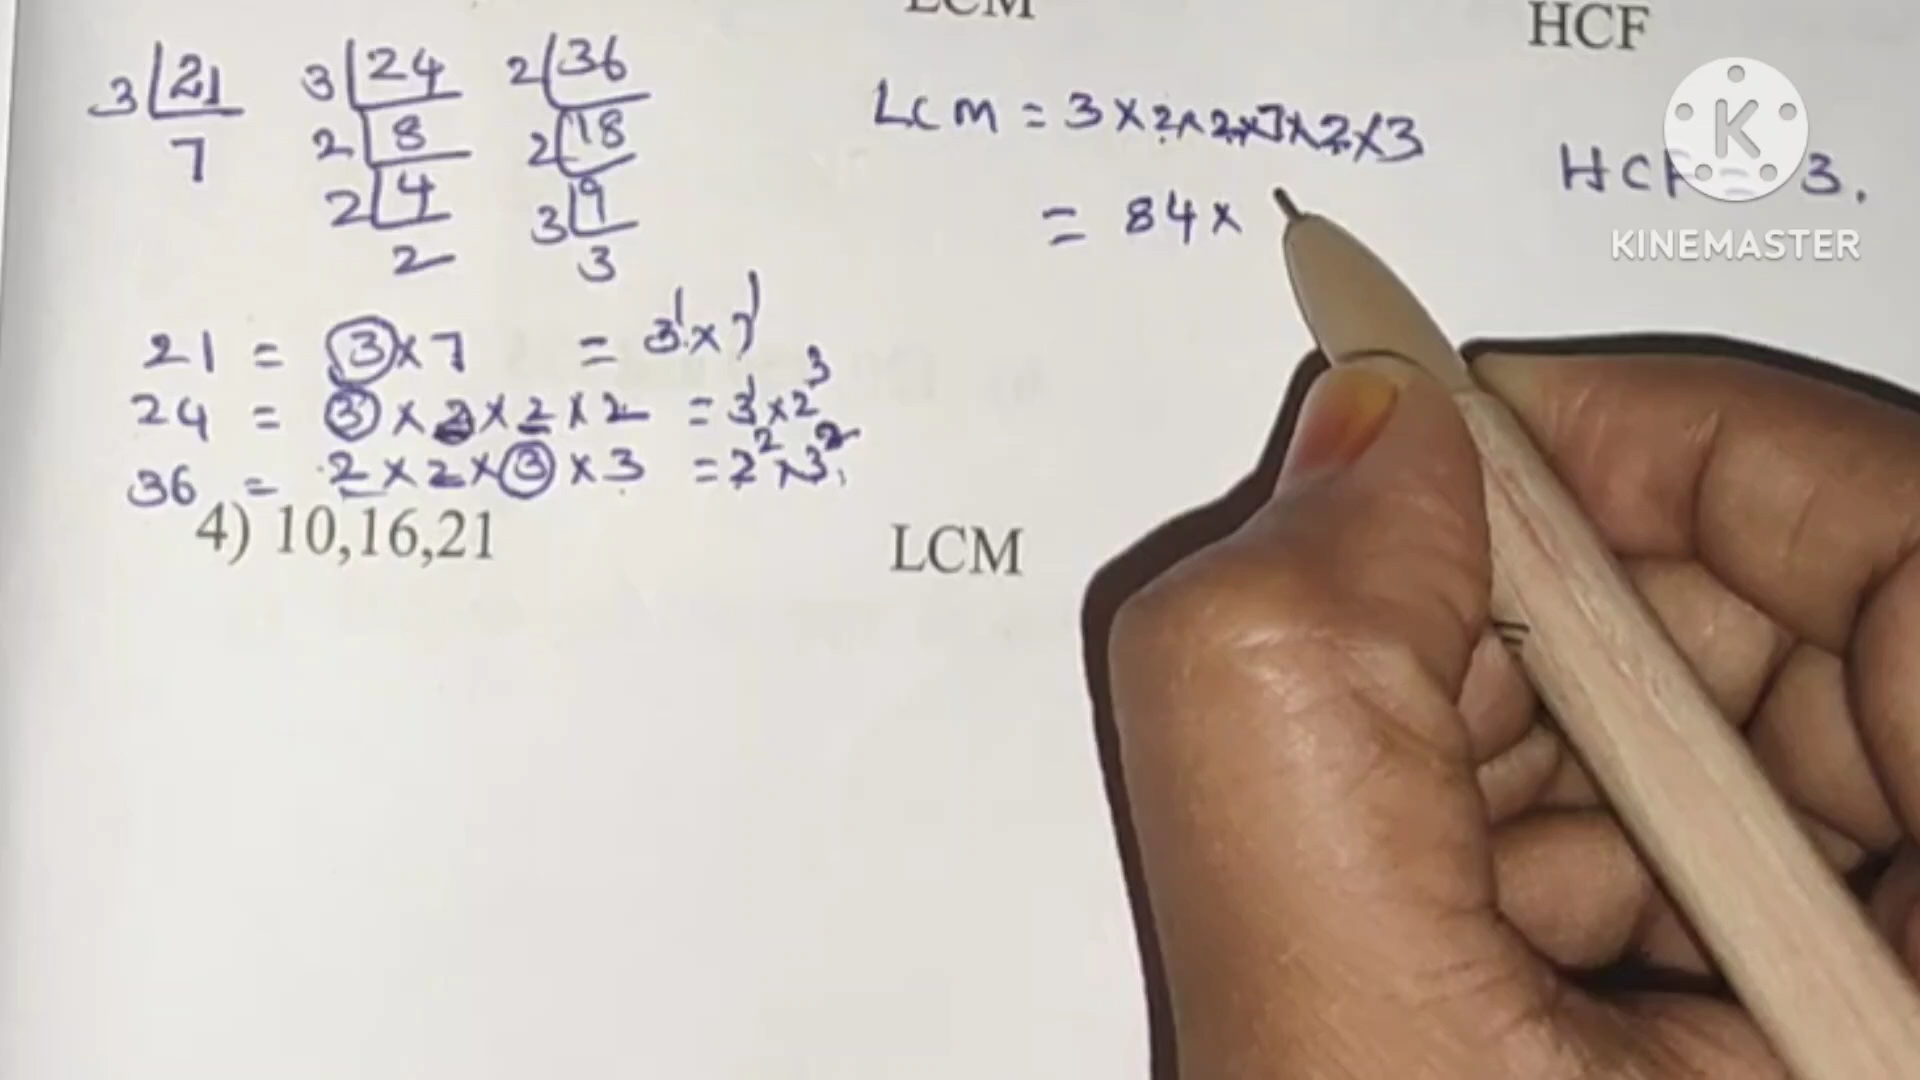 LCM HCF
3 21 3 24 2 36
7 2 8 2 18
2 4 3 9
2 3
LCM = 3 × 2 × 2 × 7 × 2 × 3
= 84 ×
HCF = 3.
K
KINEMASTER
21 = 3 × 7 = 3¹ × 7¹
24 = 3 × 2 × 2 × 2 = 3¹ × 2³
36 = 2 × 2 × 3 × 3 = 2² × 3²
4) 10,16,21 LCM